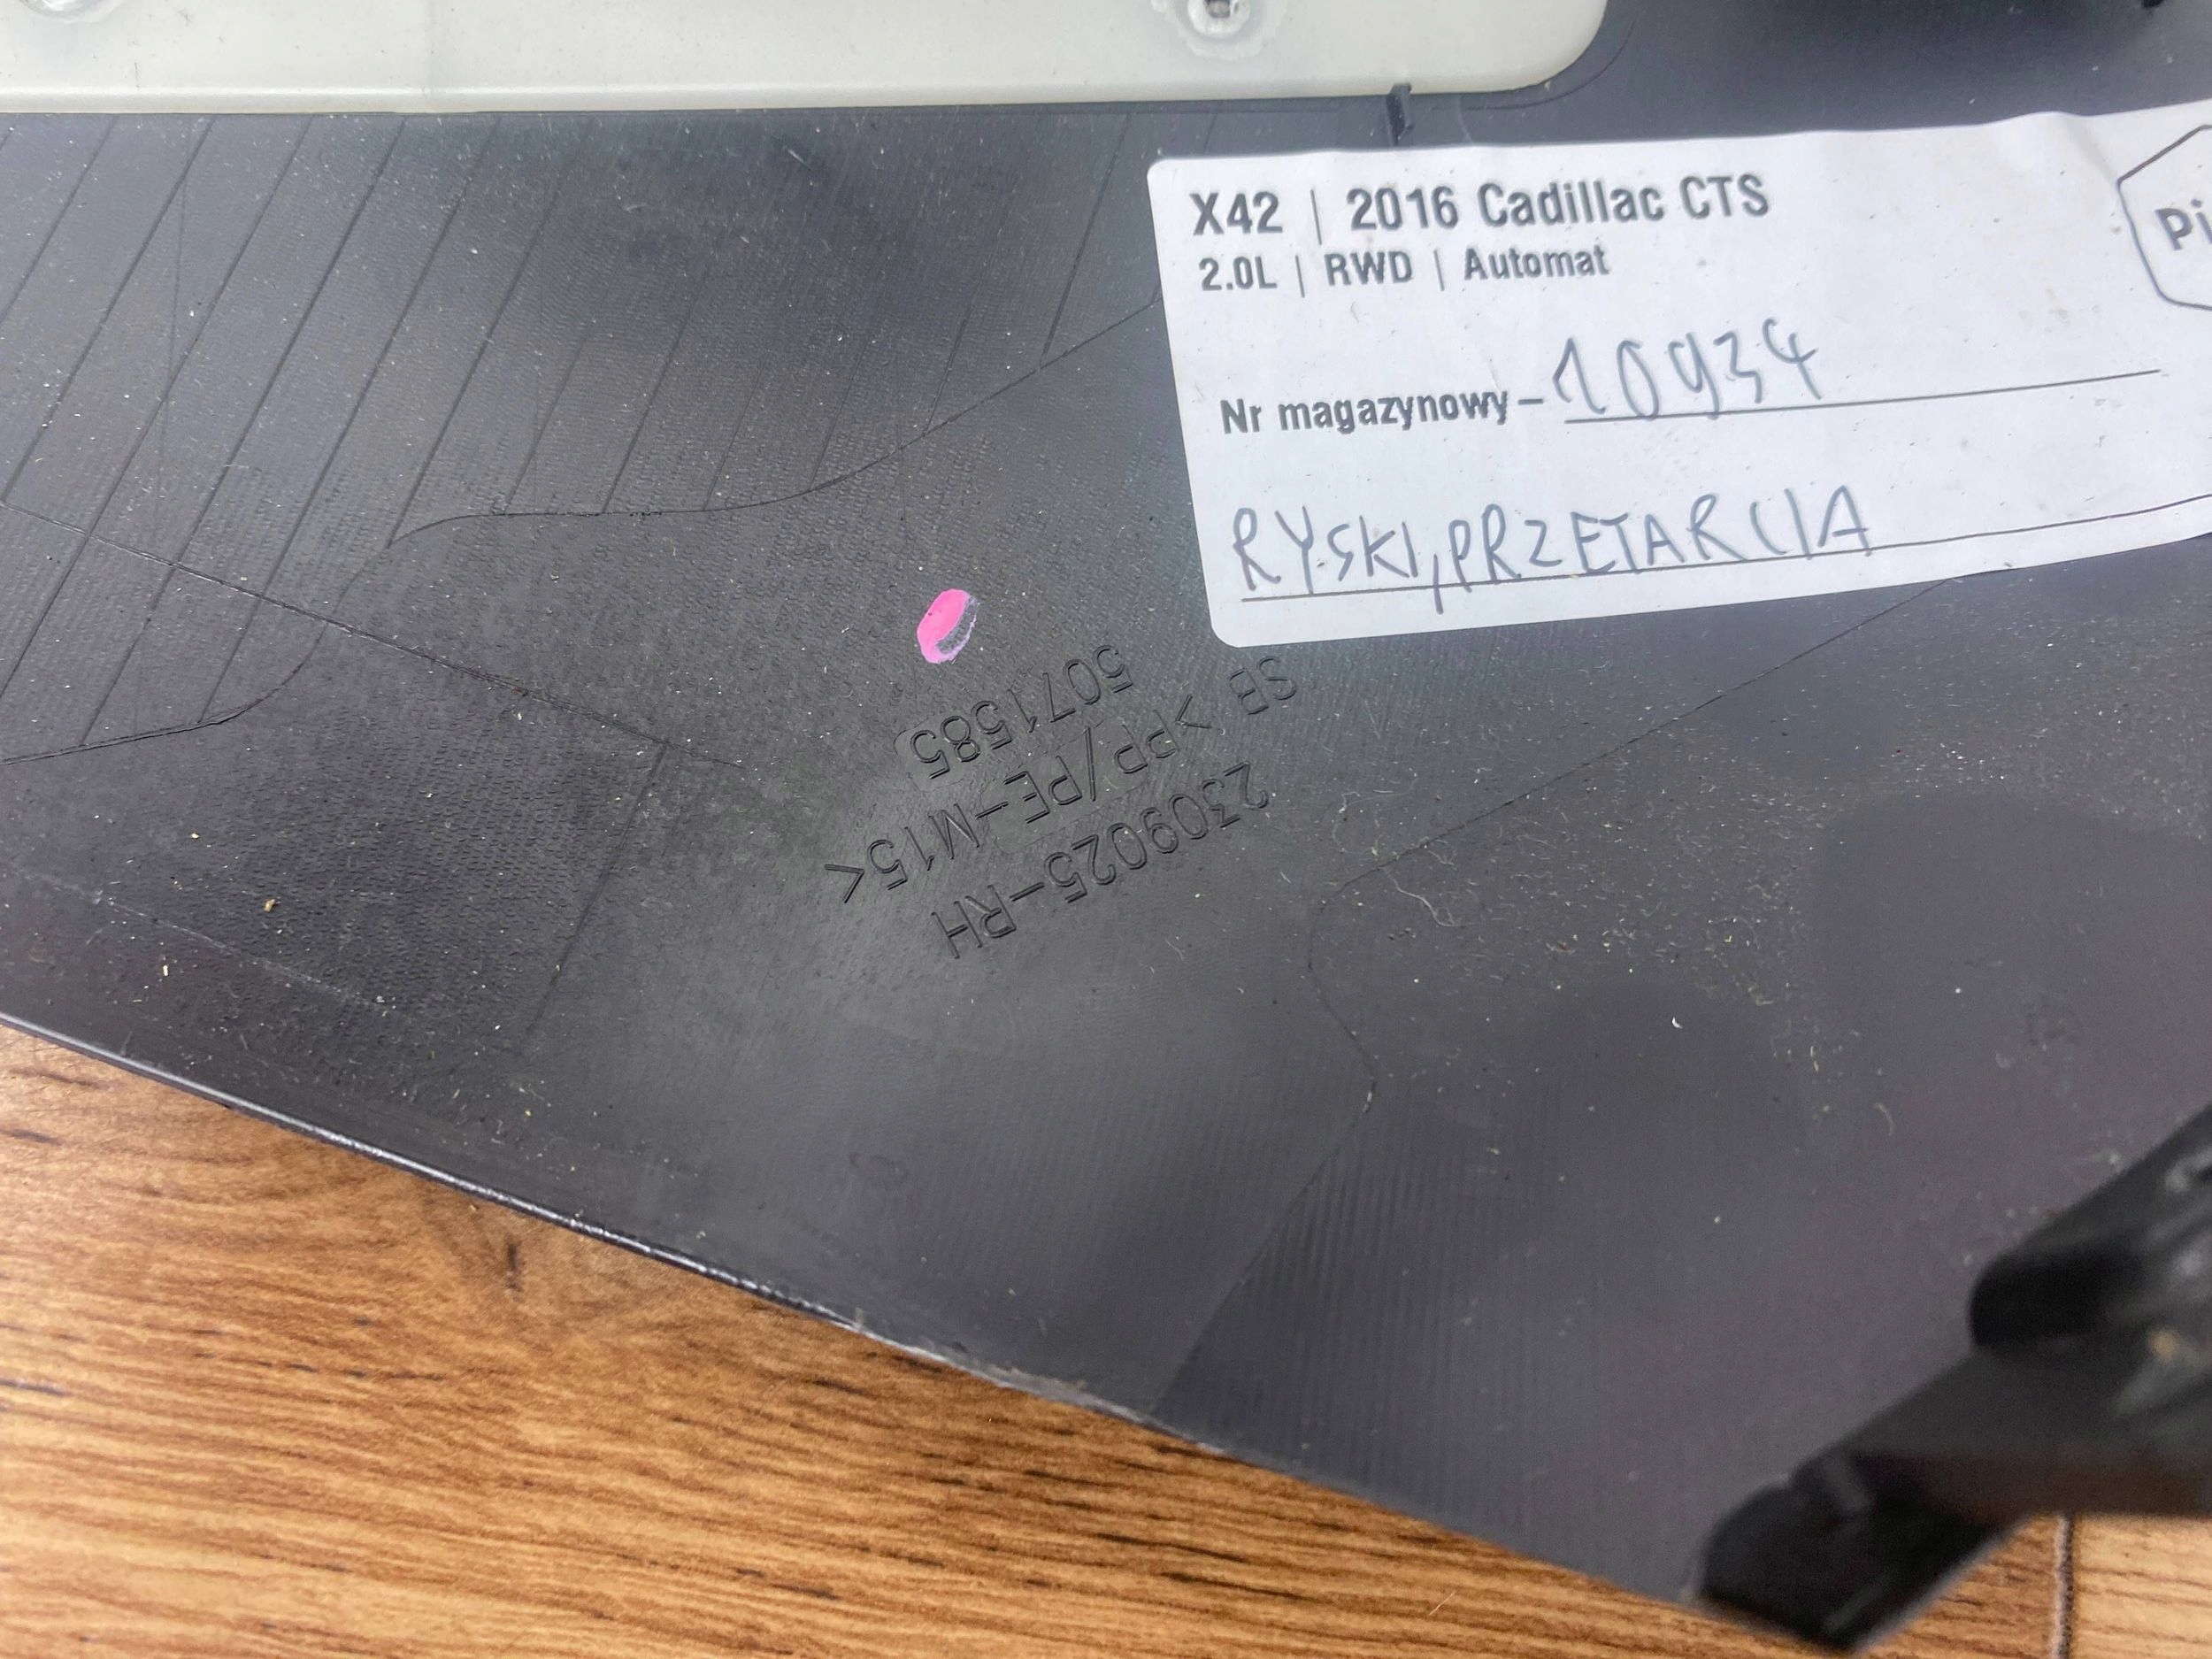 X42 | 2016 Cadillac CTS
2.0L | RWD | Automat
Nr magazynowy – 10934
RYSKI, PRZETARCIA
2309025-RH
SB >PP/PE-M15<
5071585